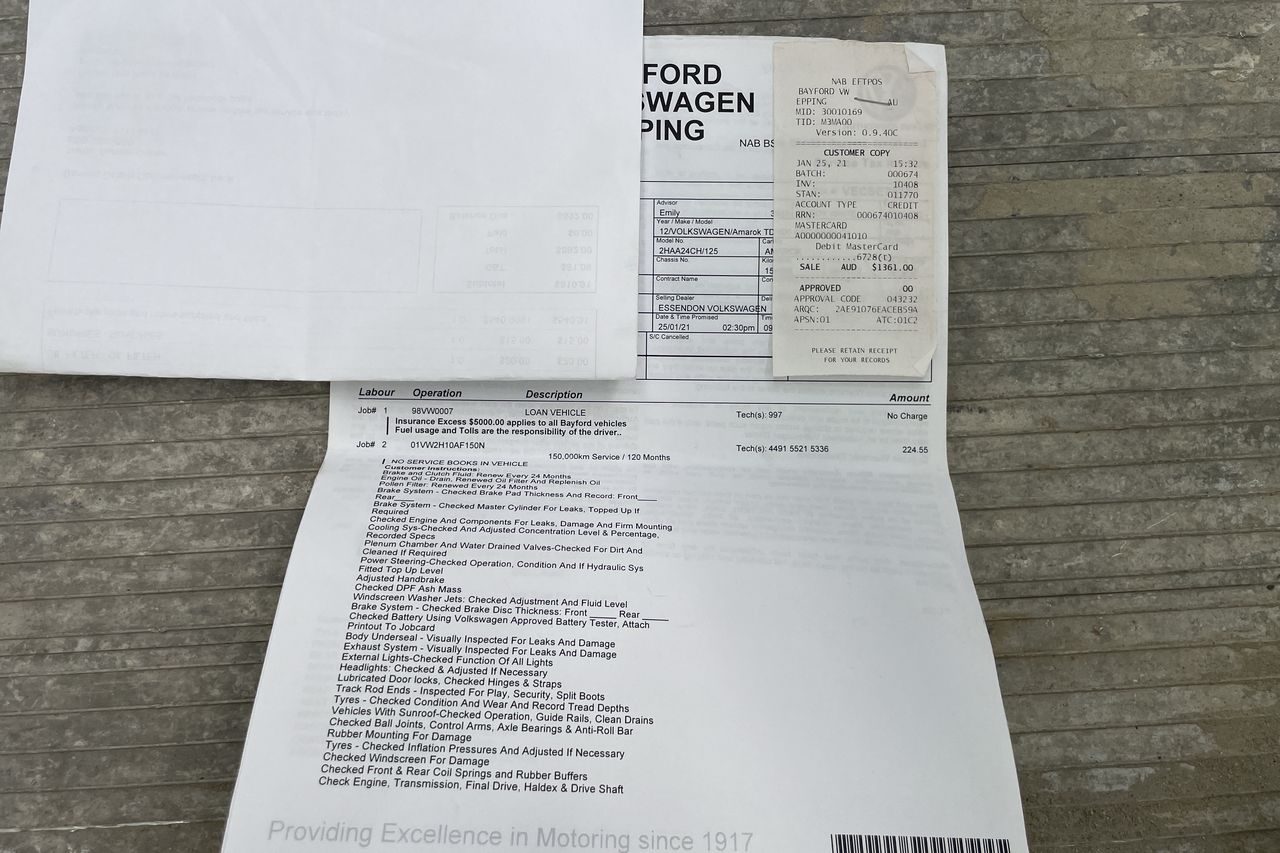 FORD
SWAGEN
PING
NAB BS
Advisor
Emily
3
Year / Make / Model
12/VOLKSWAGEN/Amarok TD
Model No.
Car
2HAA24CH/125
AM
Chassis No.
Kilo
15
Contract Name
Con
Selling Dealer
Deli
ESSENDON VOLKSWAGEN
Date & Time Promised
Time
25/01/21 02:30pm
09
S/C Cancelled
NAB EFTPOS
BAYFORD VW
EPPING AU
MID: 30010169
TID: M3MA00
Version: 0.9.40C
CUSTOMER COPY
JAN 25, 21 15:32
BATCH: 000674
INV: 10408
STAN: 011770
ACCOUNT TYPE CREDIT
RRN: 000674010408
MASTERCARD
A0000000041010
Debit MasterCard
............6728(t)
SALE AUD $1361.00
APPROVED 00
APPROVAL CODE 043232
ARQC: 2AE91076EACEB59A
APSN:01 ATC:01C2
PLEASE RETAIN RECEIPT
FOR YOUR RECORDS
Labour Operation Description Amount
Job# 1 98VW0007 LOAN VEHICLE Tech(s): 997 No Charge
Insurance Excess $5000.00 applies to all Bayford vehicles
Fuel usage and Tolls are the responsibility of the driver..
Job# 2 01VW2H10AF150N Tech(s): 4491 5521 5336 224.55
150,000km Service / 120 Months
NO SERVICE BOOKS IN VEHICLE
Customer Instructions:
Brake and Clutch Fluid: Renew Every 24 Months
Engine Oil - Drain, Renewed Oil Filter And Replenish Oil
Pollen Filter: Renewed Every 24 Months
Brake System - Checked Brake Pad Thickness And Record: Front____
Rear____
Brake System - Checked Master Cylinder For Leaks, Topped Up If
Required
Checked Engine And Components For Leaks, Damage And Firm Mounting
Cooling Sys-Checked And Adjusted Concentration Level & Percentage,
Recorded Specs
Plenum Chamber And Water Drained Valves-Checked For Dirt And
Cleaned If Required
Power Steering-Checked Operation, Condition And If Hydraulic Sys
Fitted Top Up Level
Adjusted Handbrake
Checked DPF Ash Mass
Windscreen Washer Jets: Checked Adjustment And Fluid Level
Brake System - Checked Brake Disc Thickness: Front _____ Rear _____
Checked Battery Using Volkswagen Approved Battery Tester, Attach
Printout To Jobcard
Body Underseal - Visually Inspected For Leaks And Damage
Exhaust System - Visually Inspected For Leaks And Damage
External Lights-Checked Function Of All Lights
Headlights: Checked & Adjusted If Necessary
Lubricated Door locks, Checked Hinges & Straps
Track Rod Ends - Inspected For Play, Security, Split Boots
Tyres - Checked Condition And Wear And Record Tread Depths
Vehicles With Sunroof-Checked Operation, Guide Rails, Clean Drains
Checked Ball Joints, Control Arms, Axle Bearings & Anti-Roll Bar
Rubber Mounting For Damage
Tyres - Checked Inflation Pressures And Adjusted If Necessary
Checked Windscreen For Damage
Checked Front & Rear Coil Springs and Rubber Buffers
Check Engine, Transmission, Final Drive, Haldex & Drive Shaft
Providing Excellence in Motoring since 1917